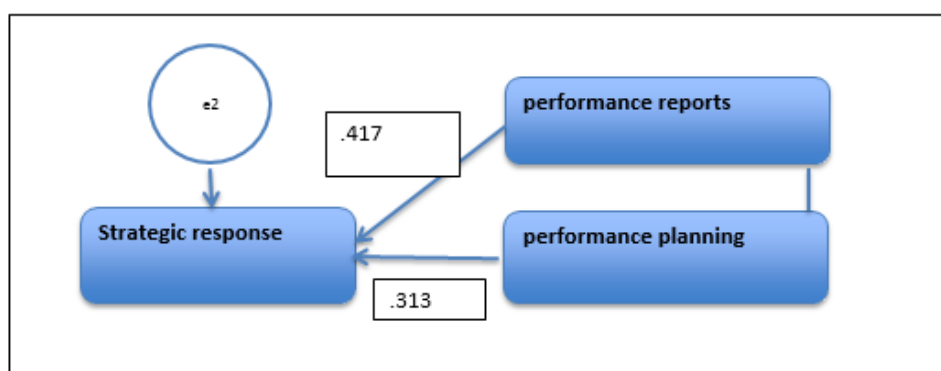 e2
performance reports
.417
Strategic response
performance planning
.313